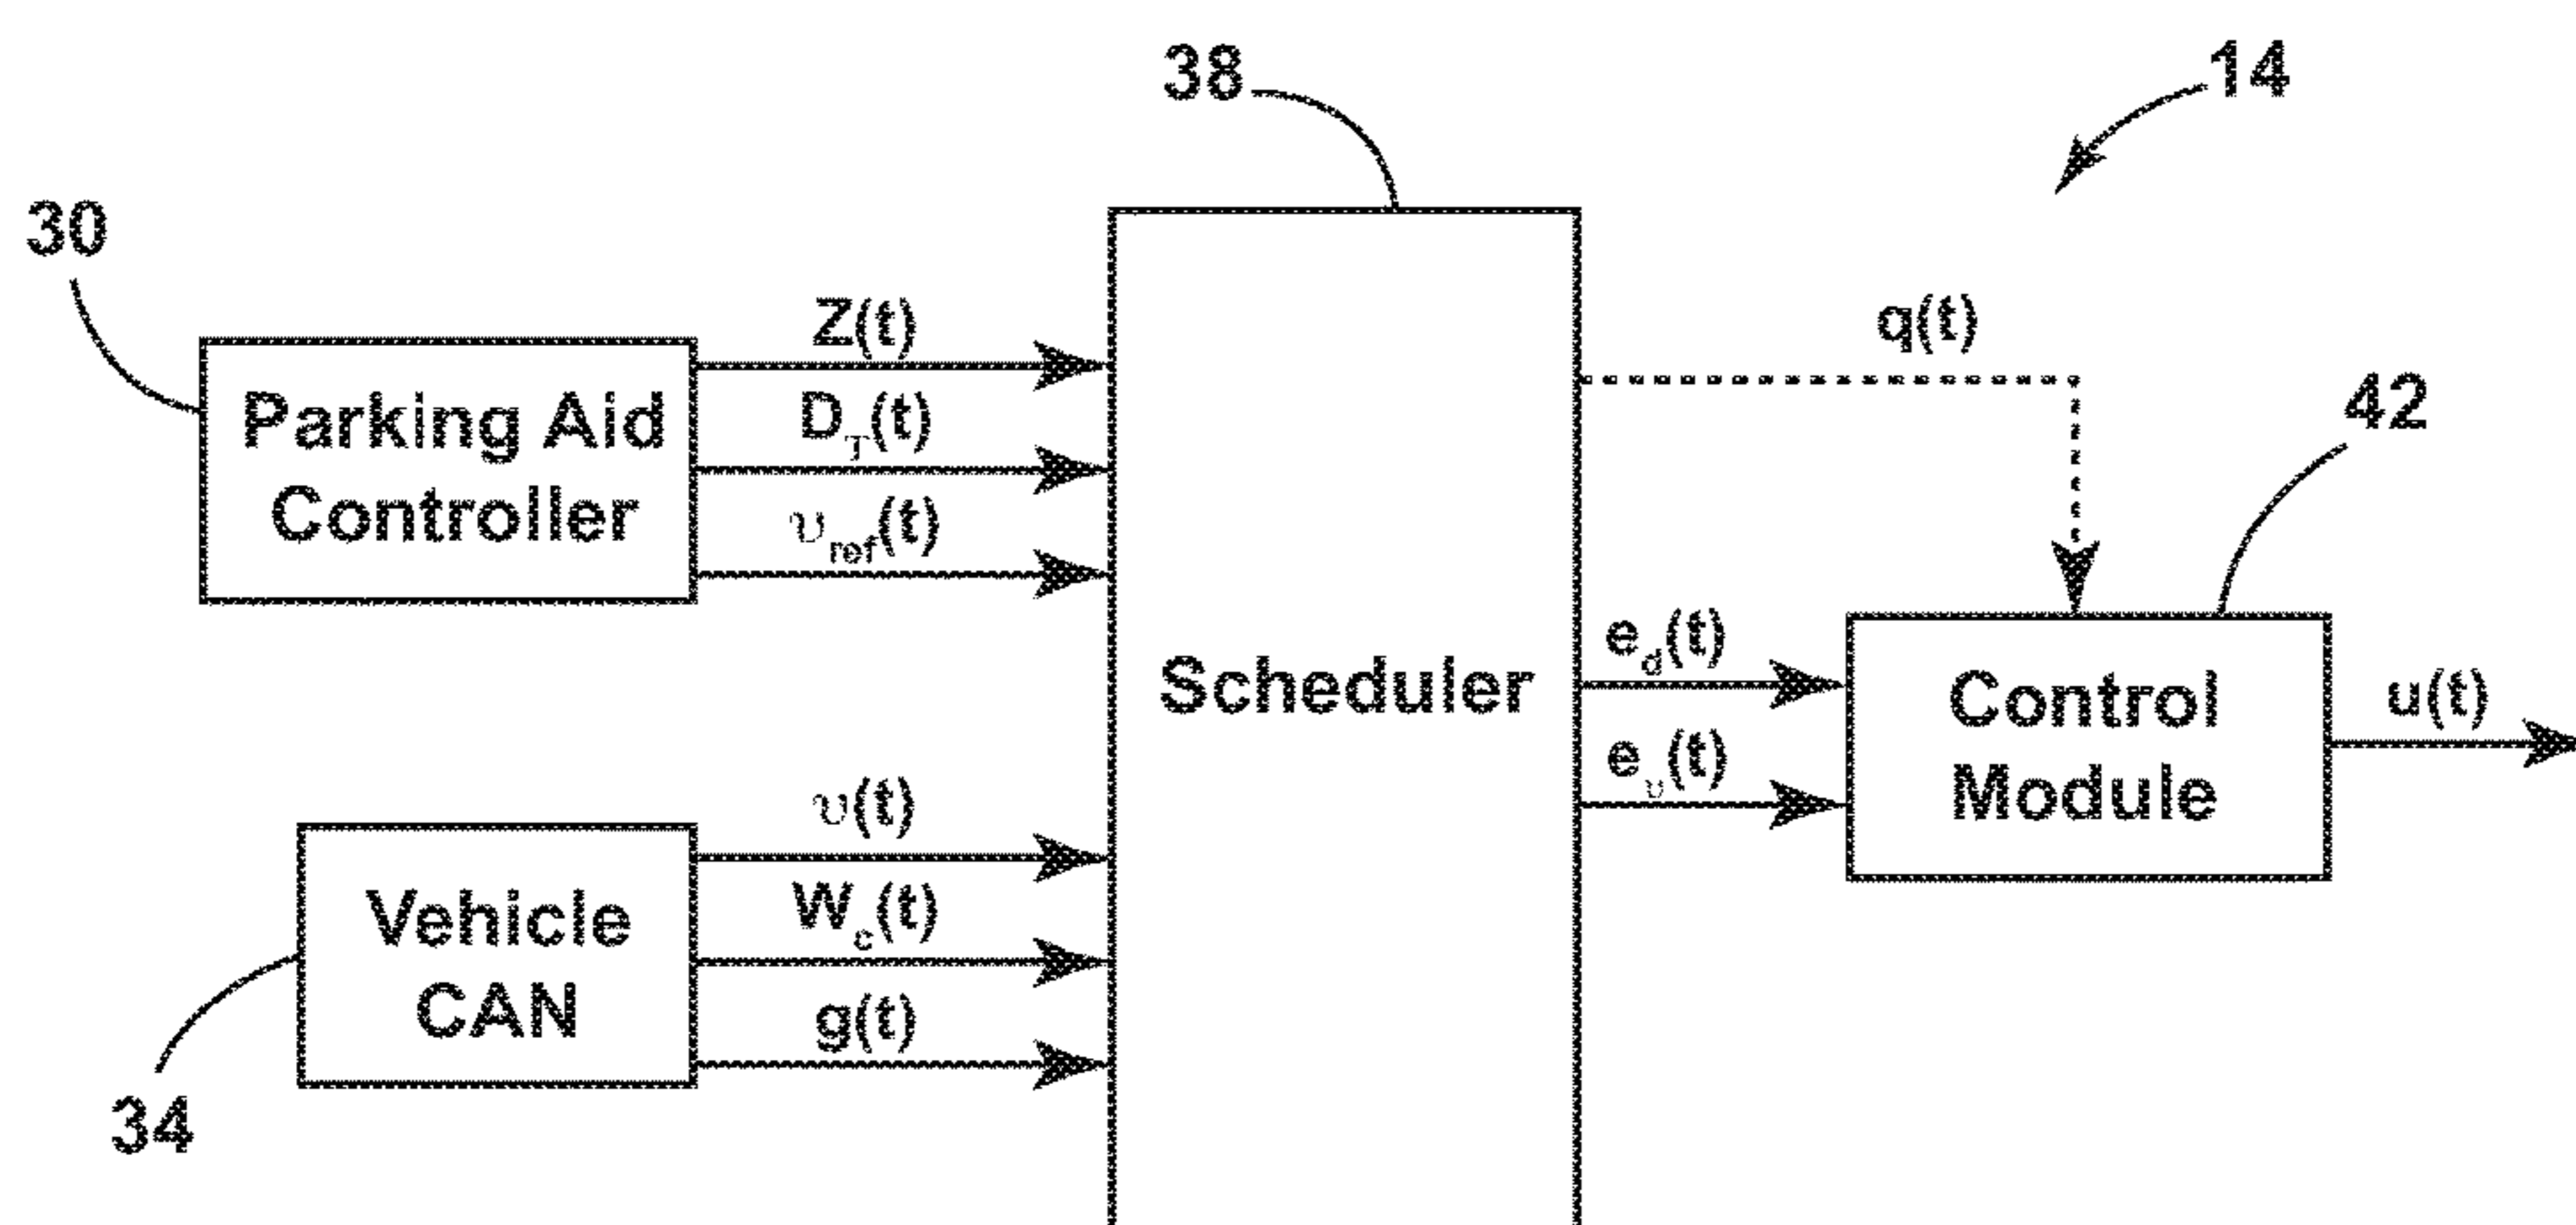 38
14
30
Z(t)
q(t)
Parking Aid
Controller
D_T(t)
42
υ_ref(t)
Scheduler
e_d(t)
Control
Module
u(t)
e_υ(t)
υ(t)
Vehicle
CAN
W_c(t)
g(t)
34